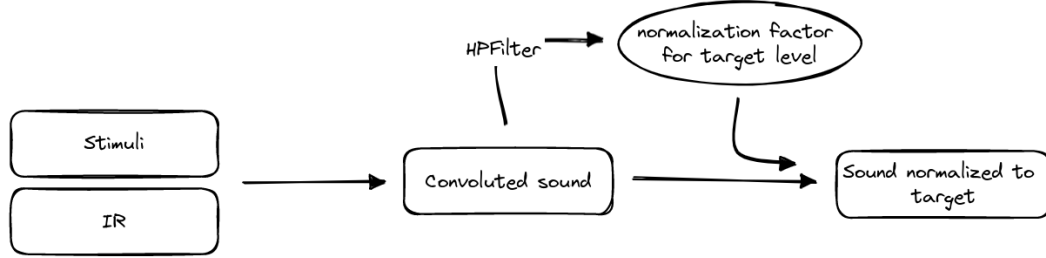 HPFilter
normalization factor
for target level
Stimuli
IR
Convoluted sound
Sound normalized to
target